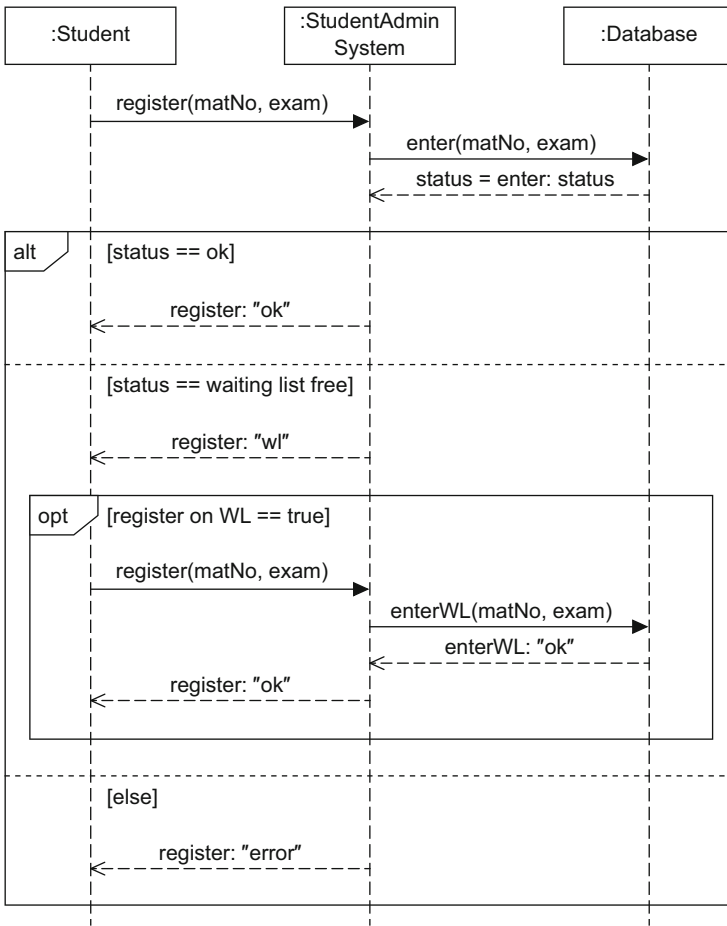 :Student
:StudentAdmin
System
:Database
register(matNo, exam)
enter(matNo, exam)
status = enter: status
alt
[status == ok]
register: "ok"
[status == waiting list free]
register: "wl"
opt
[register on WL == true]
register(matNo, exam)
enterWL(matNo, exam)
enterWL: "ok"
register: "ok"
[else]
register: "error"